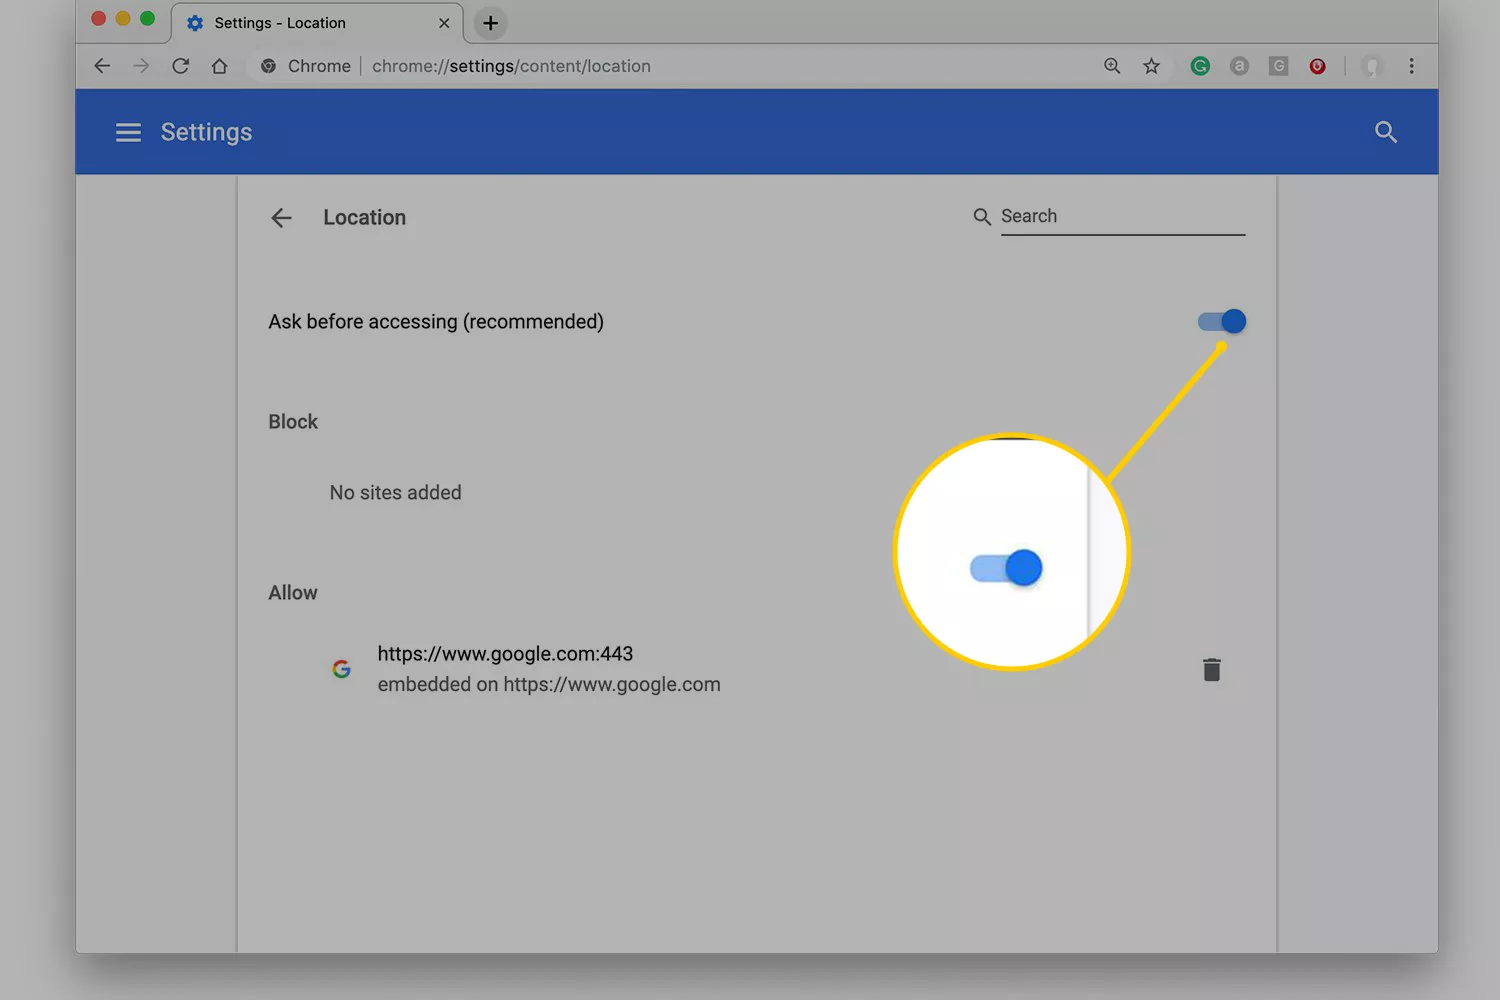 Settings - Location
Chrome
chrome://settings/content/location
Settings
Location
Search
Ask before accessing (recommended)
Block
No sites added
Allow
https://www.google.com:443
embedded on https://www.google.com